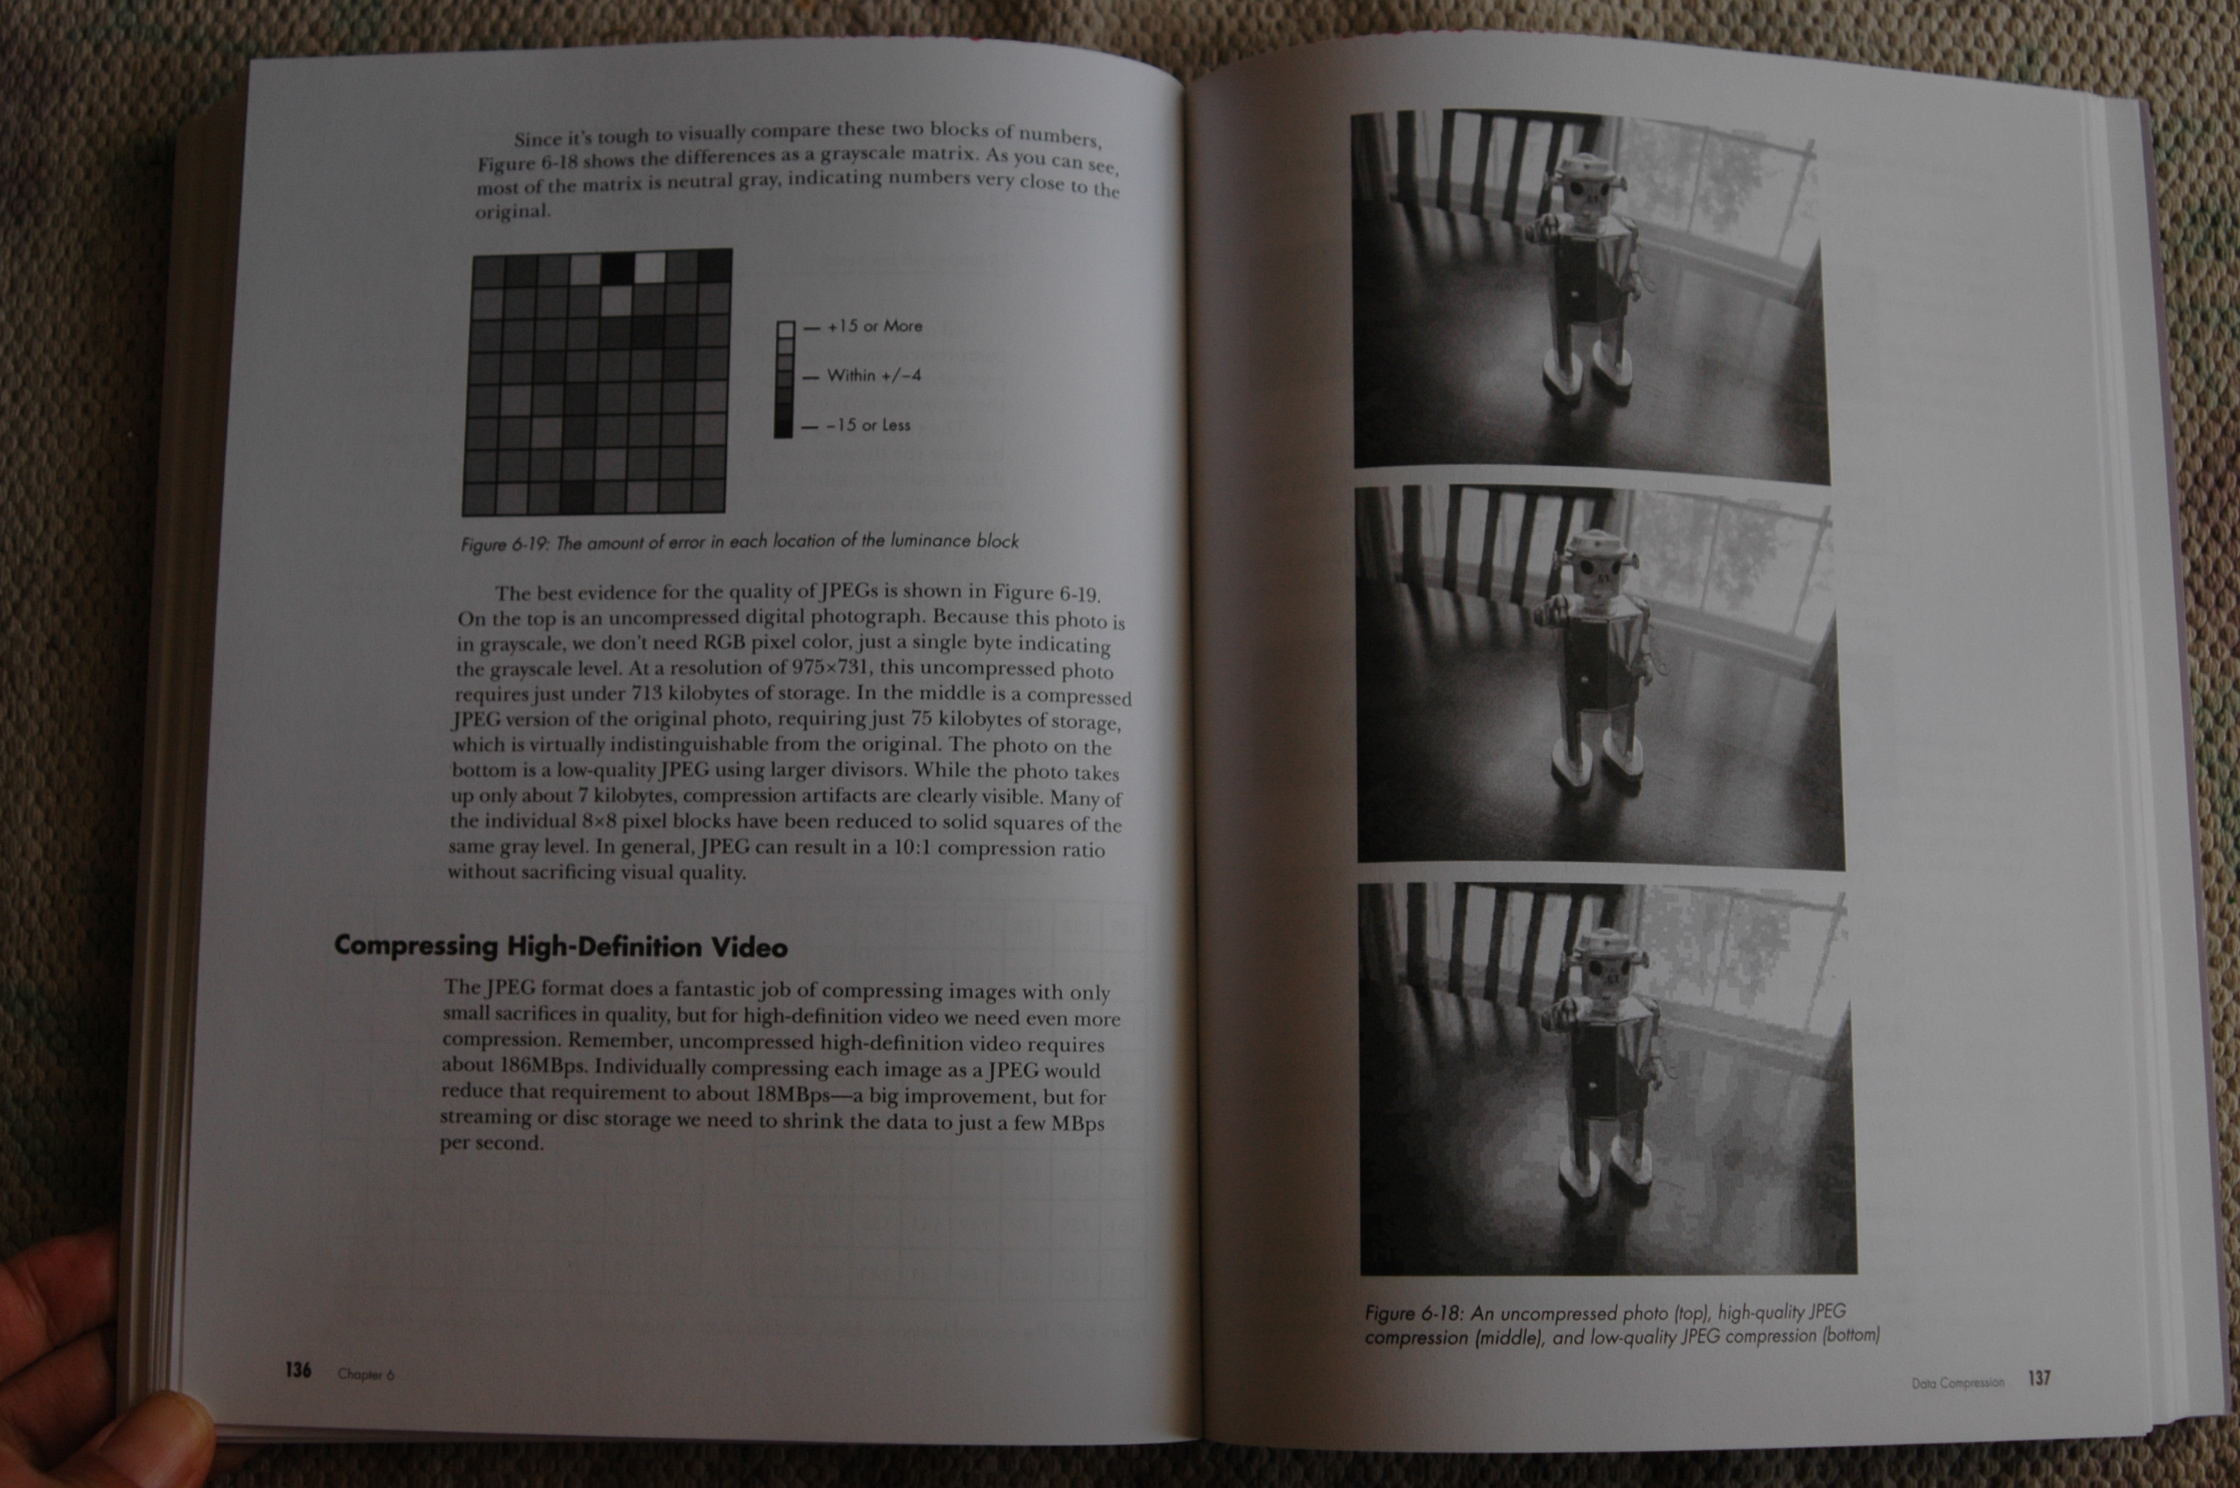 Since it's tough to visually compare these two blocks of numbers,
Figure 6-18 shows the differences as a grayscale matrix. As you can see,
most of the matrix is neutral gray, indicating numbers very close to the
original.
— +15 or More
— Within +/−4
— −15 or Less
Figure 6-19: The amount of error in each location of the luminance block
The best evidence for the quality of JPEGs is shown in Figure 6-19.
On the top is an uncompressed digital photograph. Because this photo is
in grayscale, we don't need RGB pixel color, just a single byte indicating
the grayscale level. At a resolution of 975×731, this uncompressed photo
requires just under 713 kilobytes of storage. In the middle is a compressed
JPEG version of the original photo, requiring just 75 kilobytes of storage,
which is virtually indistinguishable from the original. The photo on the
bottom is a low-quality JPEG using larger divisors. While the photo takes
up only about 7 kilobytes, compression artifacts are clearly visible. Many of
the individual 8×8 pixel blocks have been reduced to solid squares of the
same gray level. In general, JPEG can result in a 10:1 compression ratio
without sacrificing visual quality.
Compressing High-Definition Video
The JPEG format does a fantastic job of compressing images with only
small sacrifices in quality, but for high-definition video we need even more
compression. Remember, uncompressed high-definition video requires
about 186MBps. Individually compressing each image as a JPEG would
reduce that requirement to about 18MBps—a big improvement, but for
streaming or disc storage we need to shrink the data to just a few MBps
per second.
136 Chapter 6
Figure 6-18: An uncompressed photo (top), high-quality JPEG
compression (middle), and low-quality JPEG compression (bottom)
Data Compression 137